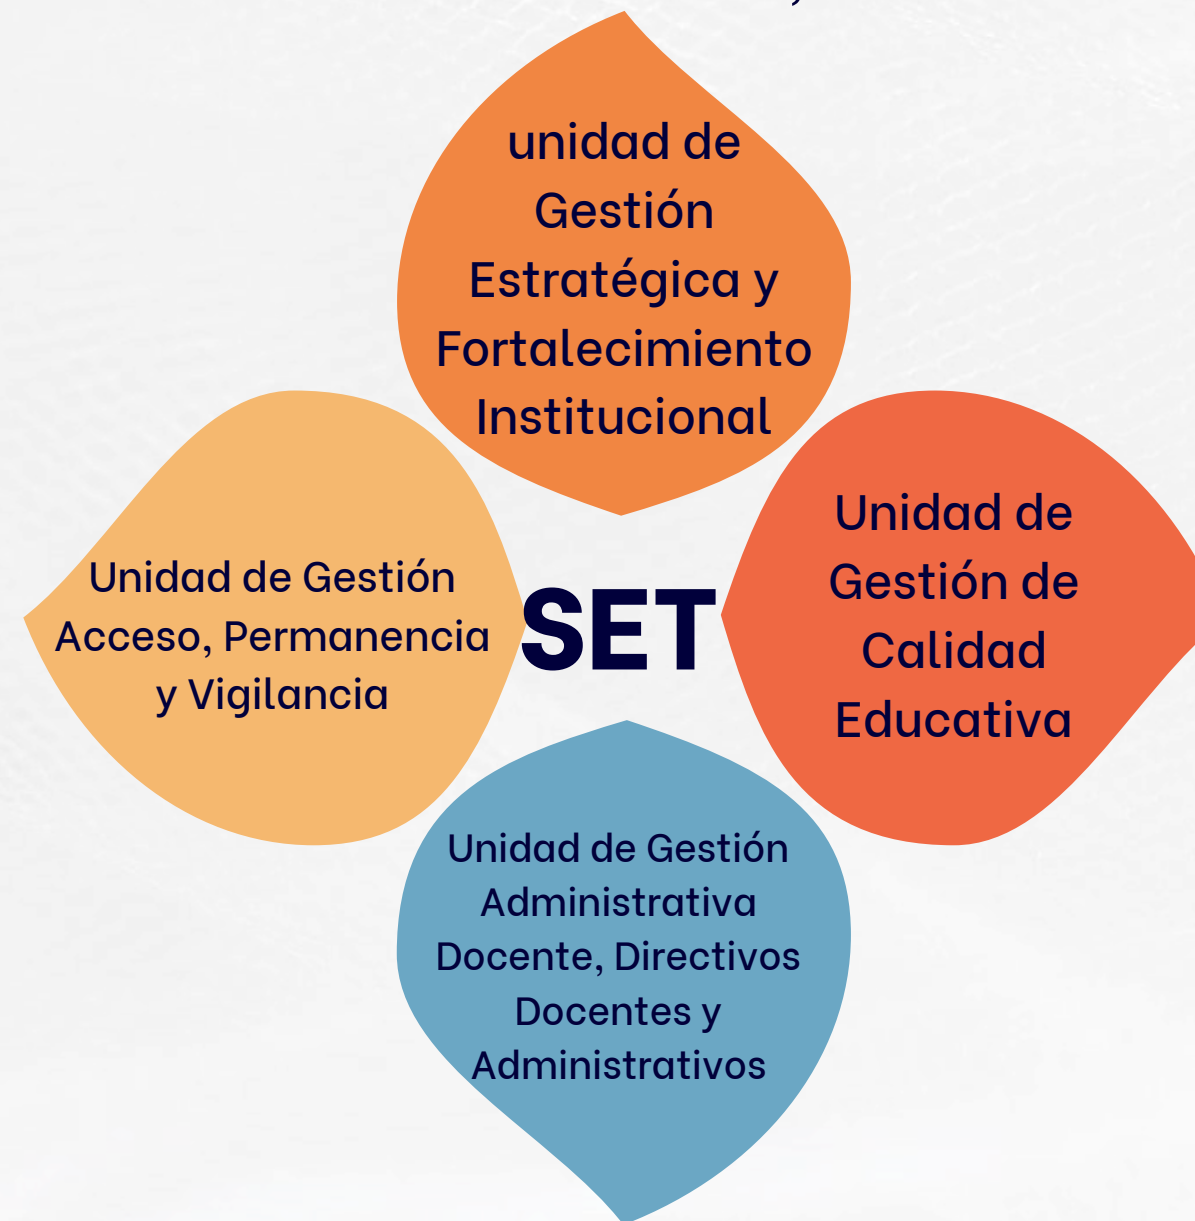 unidad de
Gestión
Estratégica y
Fortalecimiento
Institucional
Unidad de Gestión
Acceso, Permanencia
y Vigilancia
SET
Unidad de
Gestión de
Calidad
Educativa
Unidad de Gestión
Administrativa
Docente, Directivos
Docentes y
Administrativos